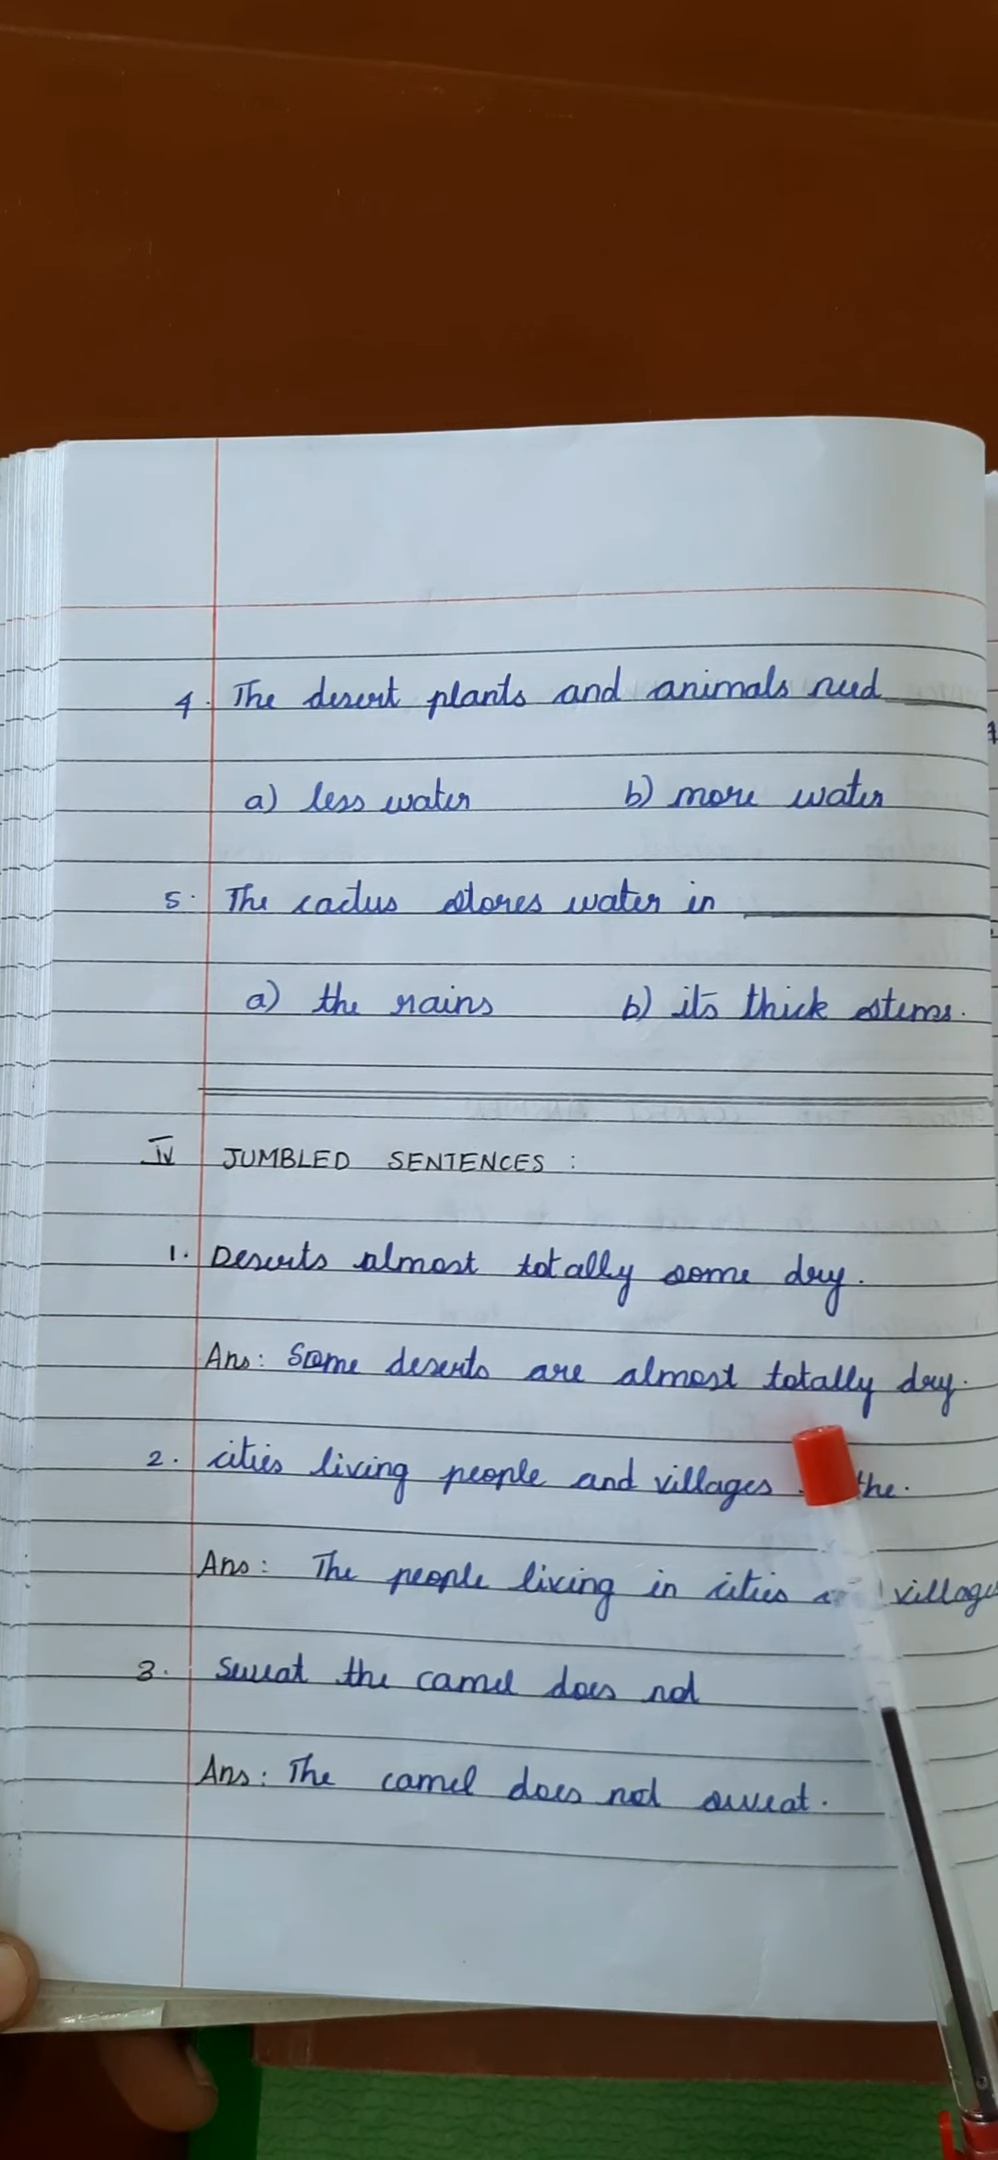 4. The desert plants and animals need ______
a) less water b) more water
5. The cactus stores water in ______
a) the rains b) its thick stems.
IV JUMBLED SENTENCES :
1. Deserts almost totally some dry.
Ans: Some deserts are almost totally dry.
2. cities living people and villages the.
Ans: The people living in cities
3. Sweat the camel does not
Ans: The camel does not sweat.